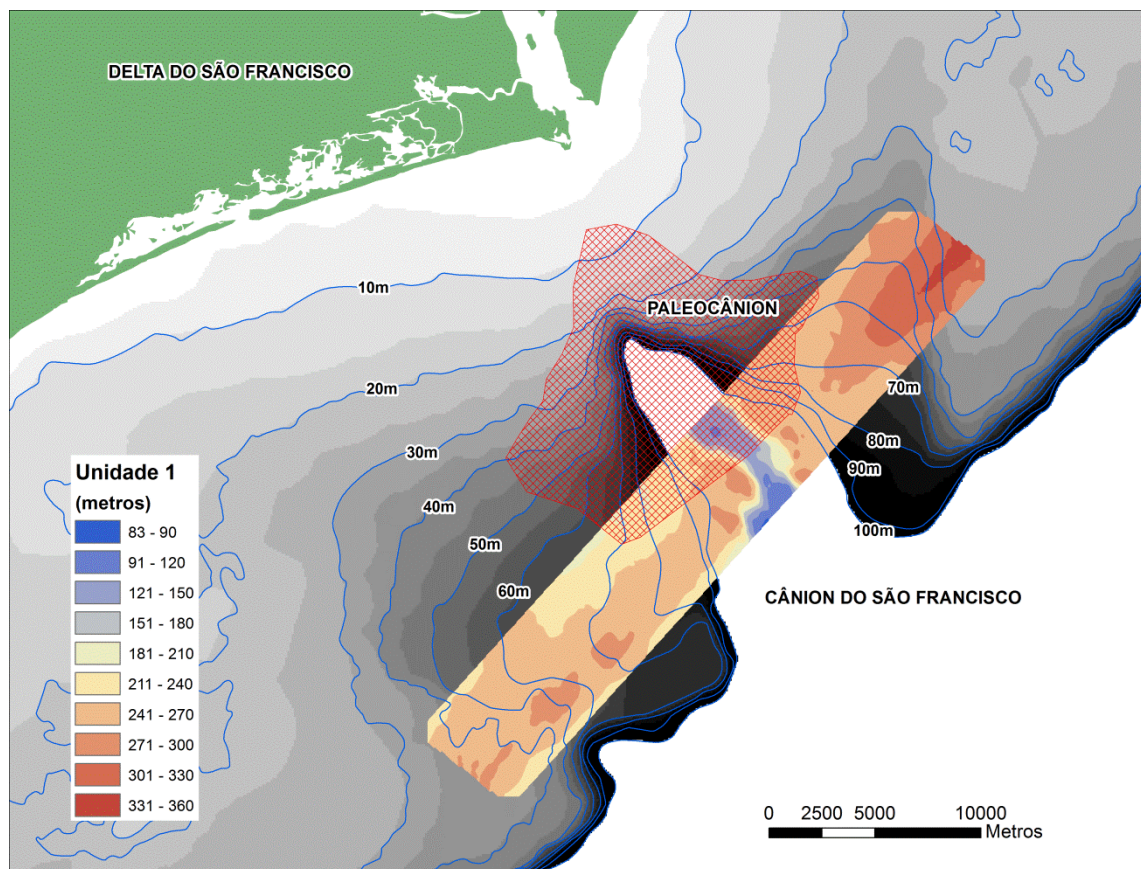 DELTA DO SÃO FRANCISCO
10m
PALEOCÂNION
20m
70m
30m
80m
90m
40m
100m
50m
60m
CÂNION DO SÃO FRANCISCO
Unidade 1
(metros)
83 - 90
91 - 120
121 - 150
151 - 180
181 - 210
211 - 240
241 - 270
271 - 300
301 - 330
331 - 360
0 2500 5000 10000
Metros